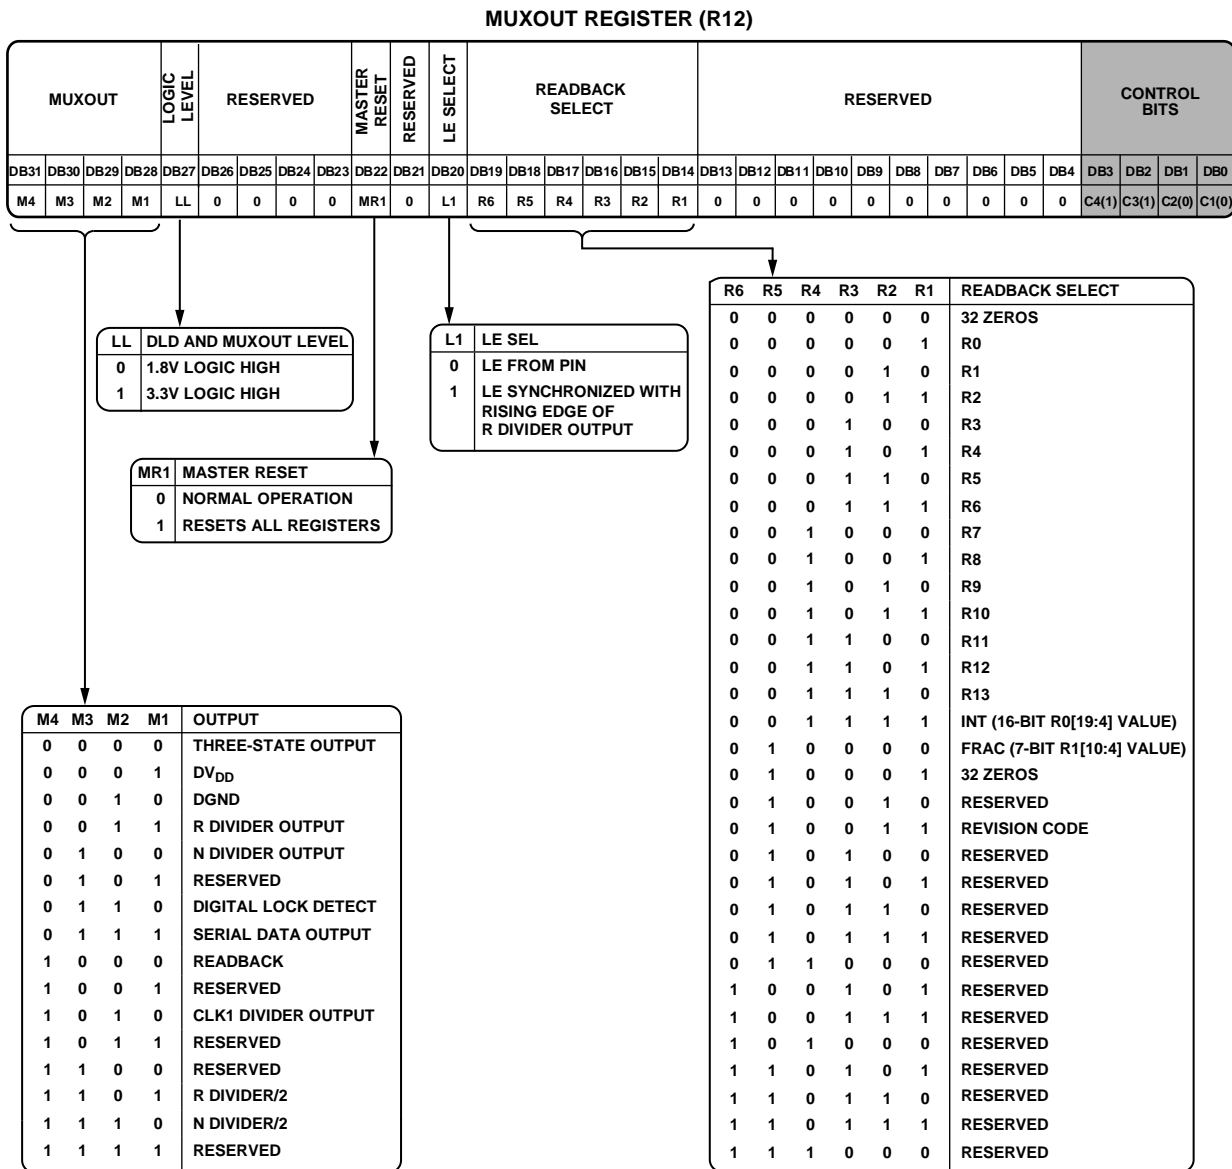 MUXOUT REGISTER (R12)
MUXOUT
LOGIC LEVEL
RESERVED
MASTER RESET
RESERVED
LE SELECT
READBACK SELECT
RESERVED
CONTROL BITS
DB31 DB30 DB29 DB28 DB27 DB26 DB25 DB24 DB23 DB22 DB21 DB20 DB19 DB18 DB17 DB16 DB15 DB14 DB13 DB12 DB11 DB10 DB9 DB8 DB7 DB6 DB5 DB4 DB3 DB2 DB1 DB0
M4 M3 M2 M1 LL 0 0 0 0 MR1 0 L1 R6 R5 R4 R3 R2 R1 0 0 0 0 0 0 0 0 0 0 C4(1) C3(1) C2(0) C1(0)
LL DLD AND MUXOUT LEVEL
0 1.8V LOGIC HIGH
1 3.3V LOGIC HIGH
L1 LE SEL
0 LE FROM PIN
1 LE SYNCHRONIZED WITH
RISING EDGE OF
R DIVIDER OUTPUT
MR1 MASTER RESET
0 NORMAL OPERATION
1 RESETS ALL REGISTERS
M4 M3 M2 M1 OUTPUT
0 0 0 0 THREE-STATE OUTPUT
0 0 0 1 DVDD
0 0 1 0 DGND
0 0 1 1 R DIVIDER OUTPUT
0 1 0 0 N DIVIDER OUTPUT
0 1 0 1 RESERVED
0 1 1 0 DIGITAL LOCK DETECT
0 1 1 1 SERIAL DATA OUTPUT
1 0 0 0 READBACK
1 0 0 1 RESERVED
1 0 1 0 CLK1 DIVIDER OUTPUT
1 0 1 1 RESERVED
1 1 0 0 RESERVED
1 1 0 1 R DIVIDER/2
1 1 1 0 N DIVIDER/2
1 1 1 1 RESERVED
R6 R5 R4 R3 R2 R1 READBACK SELECT
0 0 0 0 0 0 32 ZEROS
0 0 0 0 0 1 R0
0 0 0 0 1 0 R1
0 0 0 0 1 1 R2
0 0 0 1 0 0 R3
0 0 0 1 0 1 R4
0 0 0 1 1 0 R5
0 0 0 1 1 1 R6
0 0 1 0 0 0 R7
0 0 1 0 0 1 R8
0 0 1 0 1 0 R9
0 0 1 0 1 1 R10
0 0 1 1 0 0 R11
0 0 1 1 0 1 R12
0 0 1 1 1 0 R13
0 0 1 1 1 1 INT (16-BIT R0[19:4] VALUE)
0 1 0 0 0 0 FRAC (7-BIT R1[10:4] VALUE)
0 1 0 0 0 1 32 ZEROS
0 1 0 0 1 0 RESERVED
0 1 0 0 1 1 REVISION CODE
0 1 0 1 0 0 RESERVED
0 1 0 1 0 1 RESERVED
0 1 0 1 1 0 RESERVED
0 1 0 1 1 1 RESERVED
0 1 1 0 0 0 RESERVED
1 0 0 1 0 1 RESERVED
1 0 0 1 1 1 RESERVED
1 0 1 0 0 0 RESERVED
1 1 0 1 0 1 RESERVED
1 1 0 1 1 0 RESERVED
1 1 0 1 1 1 RESERVED
1 1 1 0 0 0 RESERVED